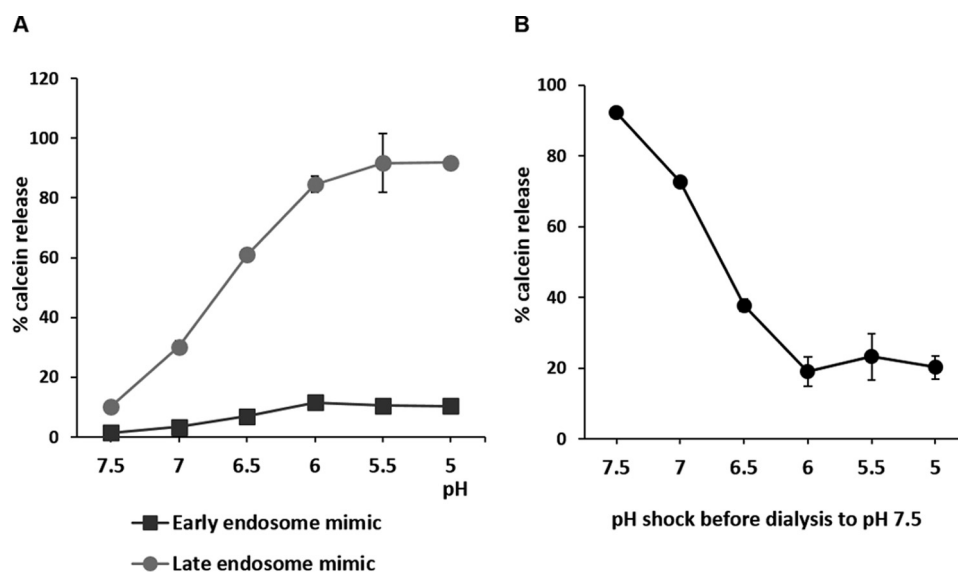 A
120
100
80
60
40
20
0
% calcein release
7.5 7 6.5 6 5.5 5
pH
Early endosome mimic
Late endosome mimic
B
100
80
60
40
20
0
% calcein release
7.5 7 6.5 6 5.5 5
pH shock before dialysis to pH 7.5